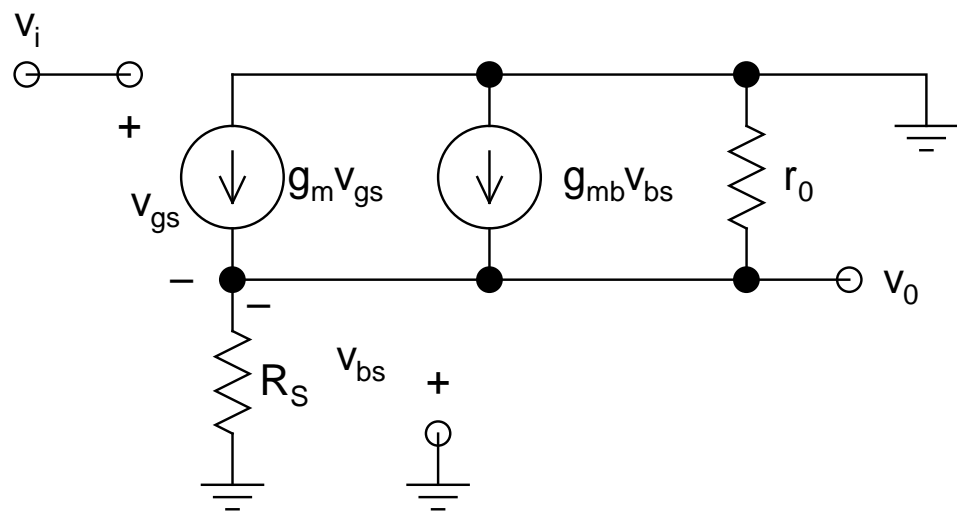 v_i
+
g_m v_gs
g_mb v_bs
r_0
v_gs
–
–
v_0
R_S
v_bs
+